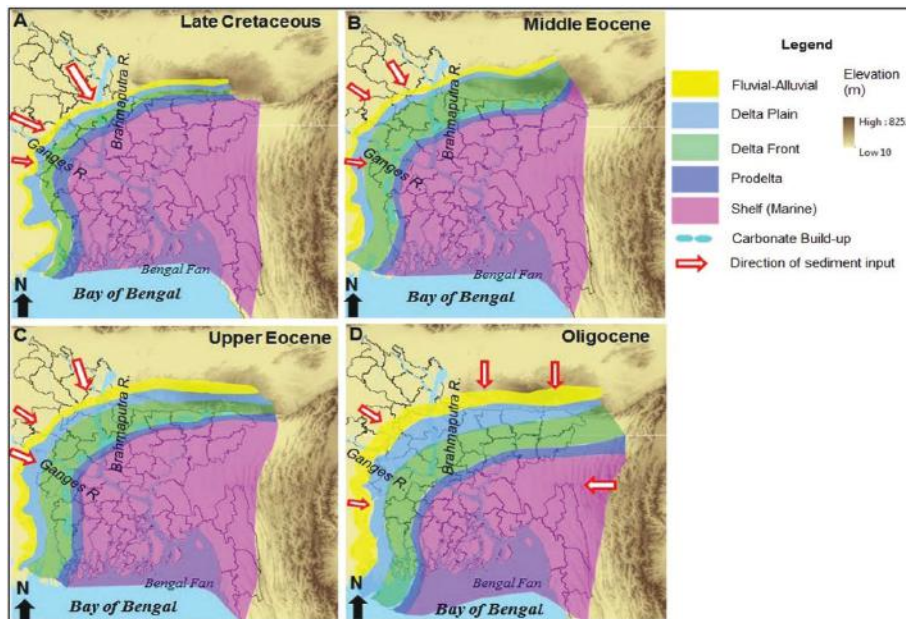 A
Late Cretaceous
Brahmaputra R.
Ganges R.
Bengal Fan
N
Bay of Bengal
B
Middle Eocene
Brahmaputra R.
Ganges R.
Bengal Fan
N
Bay of Bengal
Legend
Fluvial-Alluvial
Delta Plain
Delta Front
Prodelta
Shelf (Marine)
Carbonate Build-up
Direction of sediment input
Elevation
(m)
High : 825
Low 10
C
Upper Eocene
Brahmaputra R.
Ganges R.
Bengal Fan
N
Bay of Bengal
D
Oligocene
Brahmaputra R.
Ganges R.
Bengal Fan
N
Bay of Bengal